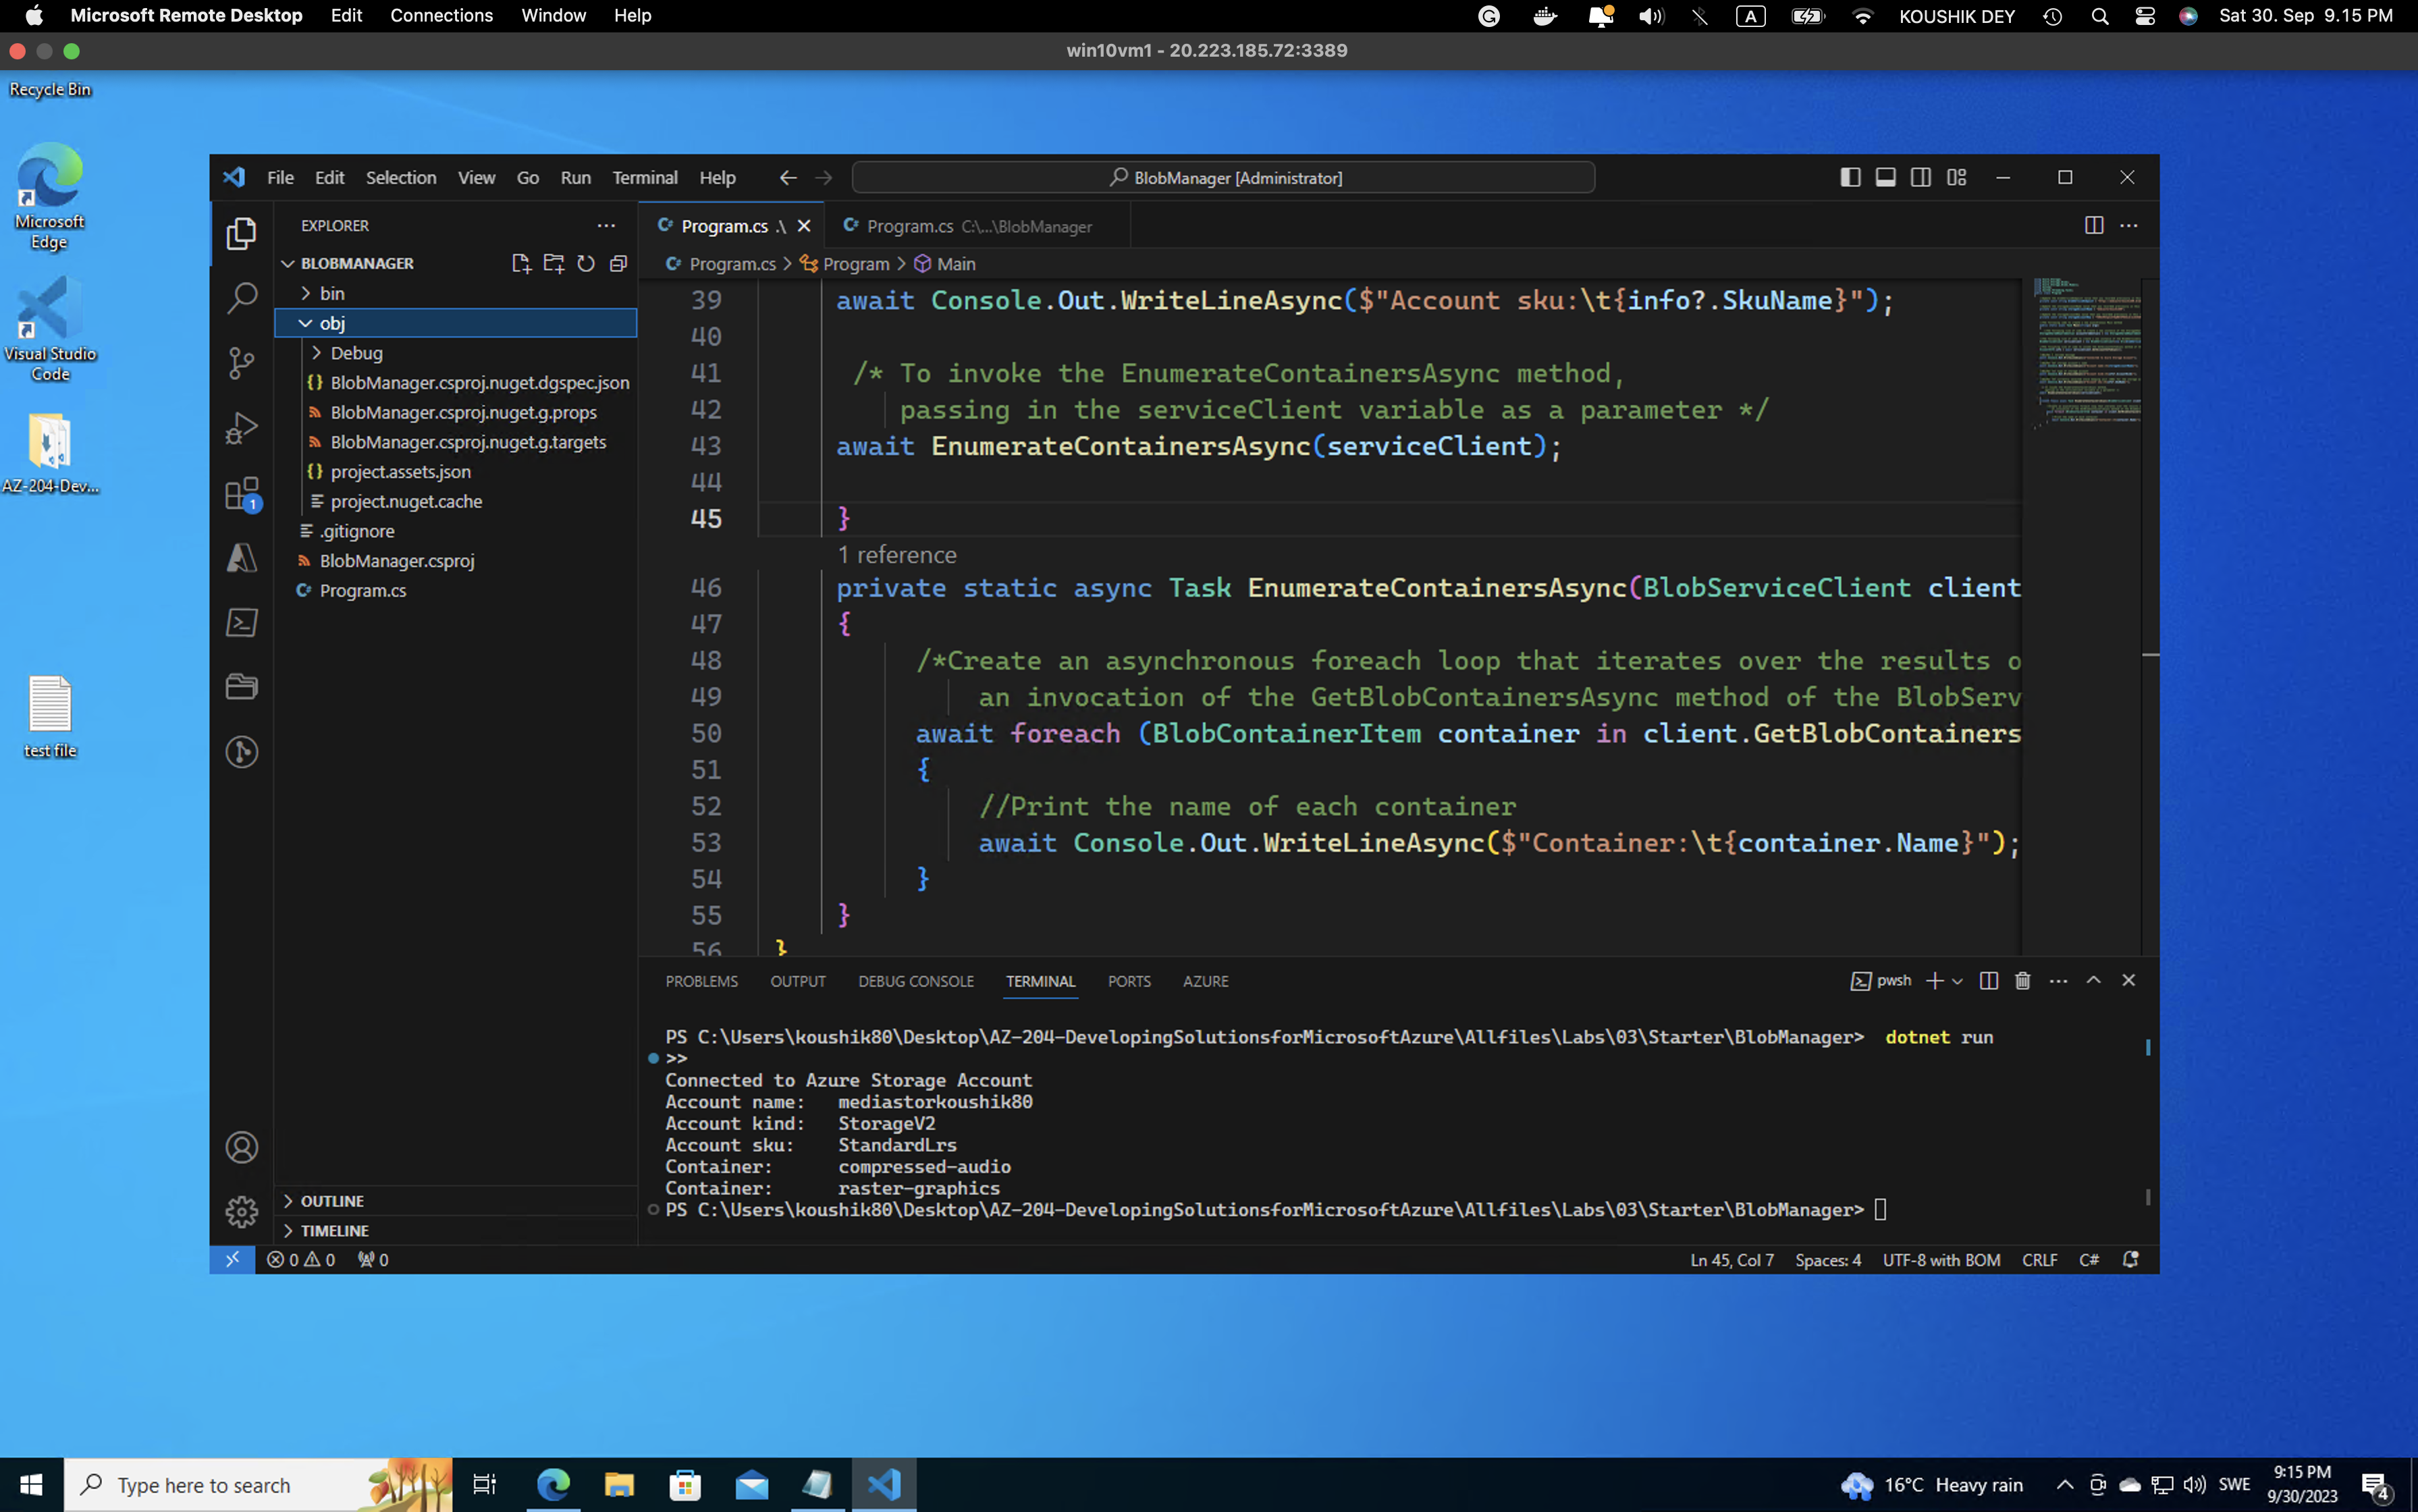 Microsoft Remote Desktop Edit Connections Window Help
A KOUSHIK DEY Sat 30. Sep 9.15 PM
win10vm1 - 20.223.185.72:3389
Recycle Bin
Microsoft
Edge
Visual Studio
Code
AZ-204-Dev...
test file
File Edit Selection View Go Run Terminal Help
BlobManager [Administrator]
EXPLORER
BLOBMANAGER
bin
obj
Debug
BlobManager.csproj.nuget.dgspec.json
BlobManager.csproj.nuget.g.props
BlobManager.csproj.nuget.g.targets
project.assets.json
project.nuget.cache
.gitignore
BlobManager.csproj
Program.cs
1
OUTLINE
TIMELINE
Program.cs .\ Program.cs C:\...\BlobManager
Program.cs > Program > Main
39 await Console.Out.WriteLineAsync($"Account sku:\t{info?.SkuName}");
40
41 /* To invoke the EnumerateContainersAsync method,
42 passing in the serviceClient variable as a parameter */
43 await EnumerateContainersAsync(serviceClient);
44
45 }
1 reference
46 private static async Task EnumerateContainersAsync(BlobServiceClient client
47 {
48 /*Create an asynchronous foreach loop that iterates over the results o
49 an invocation of the GetBlobContainersAsync method of the BlobServ
50 await foreach (BlobContainerItem container in client.GetBlobContainers
51 {
52 //Print the name of each container
53 await Console.Out.WriteLineAsync($"Container:\t{container.Name}");
54 }
55 }
56 }
PROBLEMS OUTPUT DEBUG CONSOLE TERMINAL PORTS AZURE
pwsh
PS C:\Users\koushik80\Desktop\AZ-204-DevelopingSolutionsforMicrosoftAzure\Allfiles\Labs\03\Starter\BlobManager> dotnet run
>>
Connected to Azure Storage Account
Account name: mediastorkoushik80
Account kind: StorageV2
Account sku: StandardLrs
Container: compressed-audio
Container: raster-graphics
PS C:\Users\koushik80\Desktop\AZ-204-DevelopingSolutionsforMicrosoftAzure\Allfiles\Labs\03\Starter\BlobManager>
0 0 0
Ln 45, Col 7 Spaces: 4 UTF-8 with BOM CRLF C#
Type here to search
16°C Heavy rain
SWE
9:15 PM
9/30/2023
4